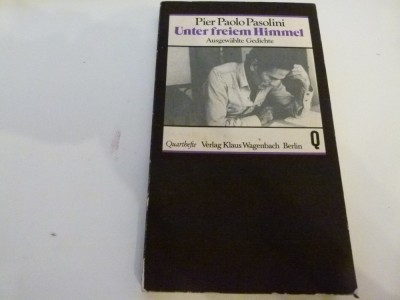 Pier Paolo Pasolini
Unter freiem Himmel
Ausgewählte Gedichte
Quarthefte Verlag Klaus Wagenbach Berlin Q